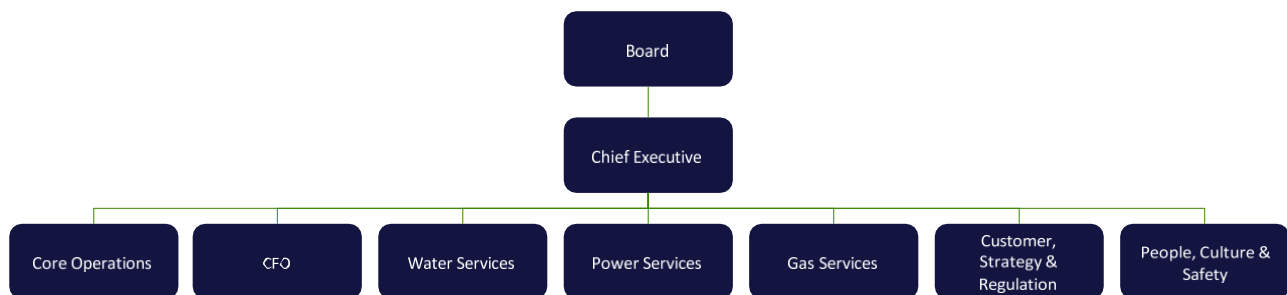 Board
Chief Executive
Core Operations
CFO
Water Services
Power Services
Gas Services
Customer,
Strategy &
Regulation
People, Culture &
Safety